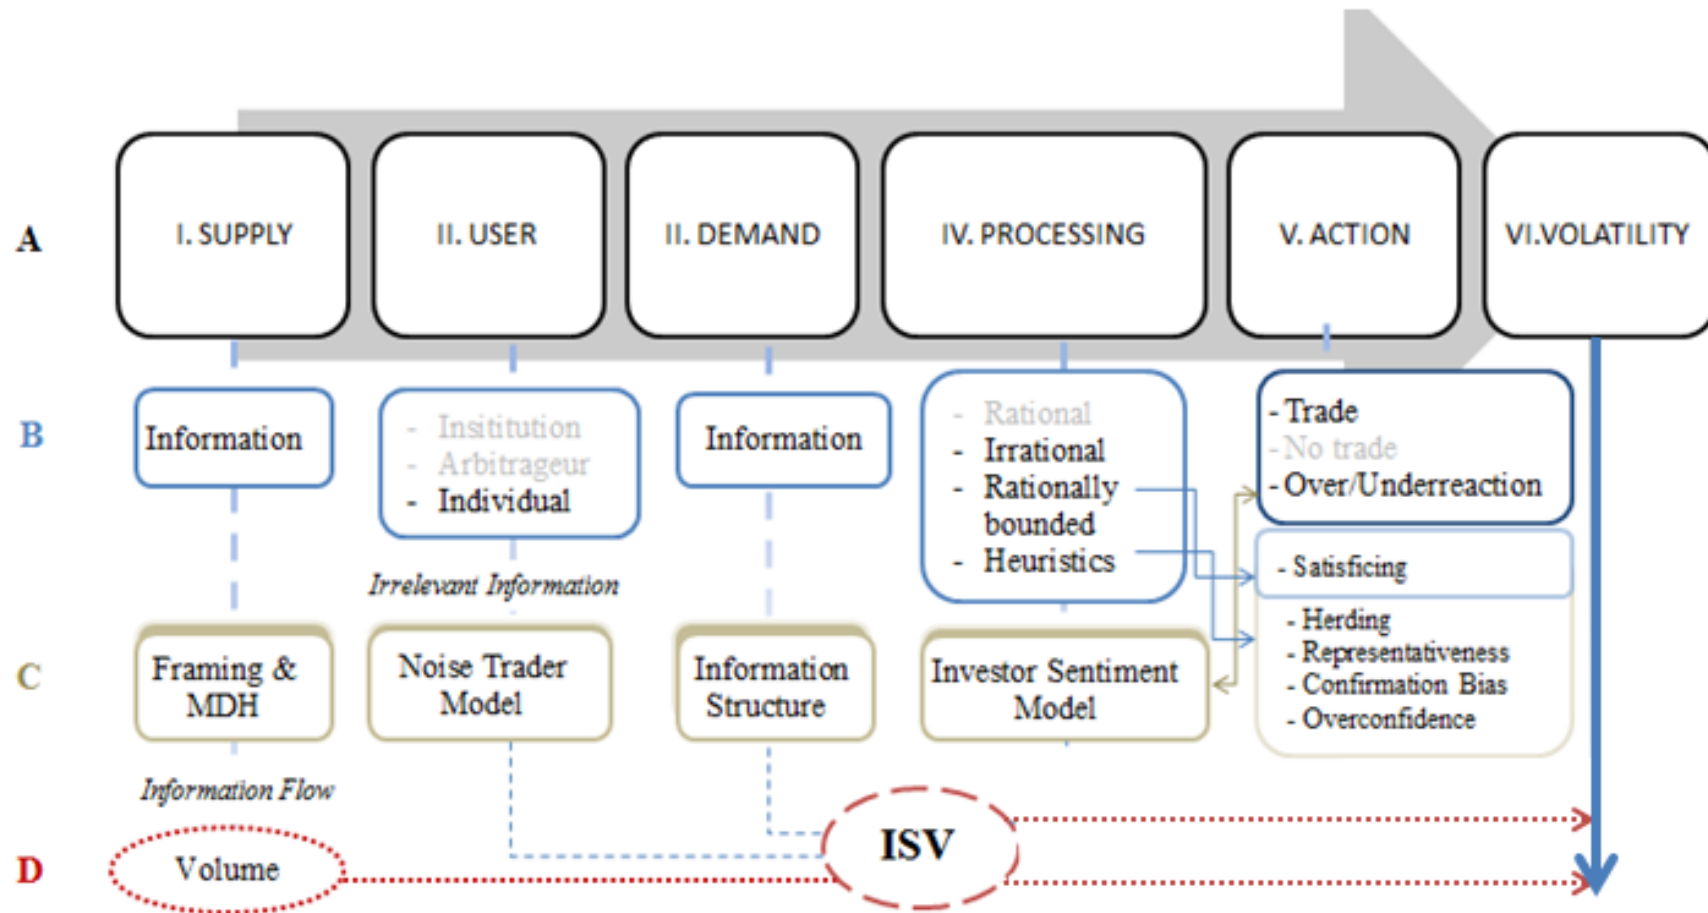 A
I. SUPPLY
II. USER
II. DEMAND
IV. PROCESSING
V. ACTION
VI.VOLATILITY
B
Information
- Insititution
- Arbitrageur
- Individual
Information
- Rational
- Irrational
- Rationally
bounded
- Heuristics
- Trade
- No trade
- Over/Underreaction
- Satisficing
- Herding
- Representativeness
- Confirmation Bias
- Overconfidence
Irrelevant Information
C
Framing &
MDH
Noise Trader
Model
Information
Structure
Investor Sentiment
Model
Information Flow
D
Volume
ISV